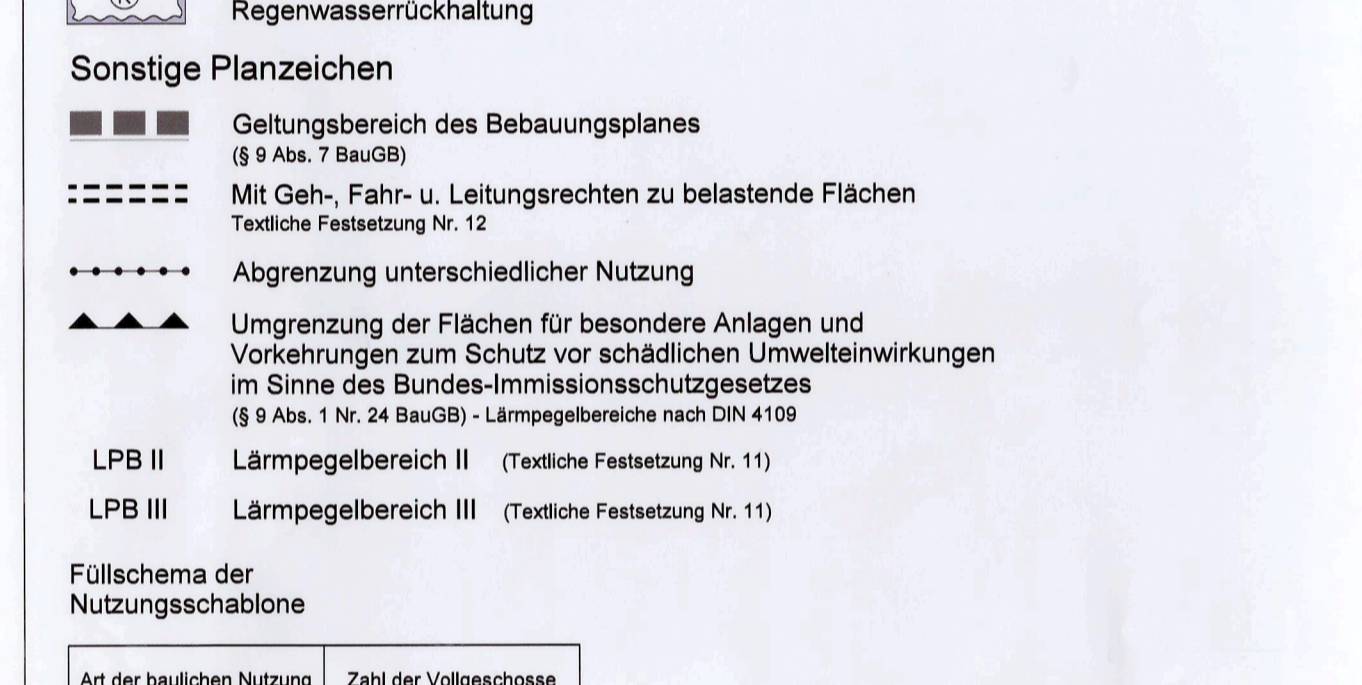 Regenwasserrückhaltung
Sonstige Planzeichen
Geltungsbereich des Bebauungsplanes
(§ 9 Abs. 7 BauGB)
Mit Geh-, Fahr- u. Leitungsrechten zu belastende Flächen
Textliche Festsetzung Nr. 12
Abgrenzung unterschiedlicher Nutzung
Umgrenzung der Flächen für besondere Anlagen und
Vorkehrungen zum Schutz vor schädlichen Umwelteinwirkungen
im Sinne des Bundes-Immissionsschutzgesetzes
(§ 9 Abs. 1 Nr. 24 BauGB) - Lärmpegelbereiche nach DIN 4109
LPB II Lärmpegelbereich II (Textliche Festsetzung Nr. 11)
LPB III Lärmpegelbereich III (Textliche Festsetzung Nr. 11)
Füllschema der
Nutzungsschablone
Art der baulichen Nutzung Zahl der Vollgeschosse